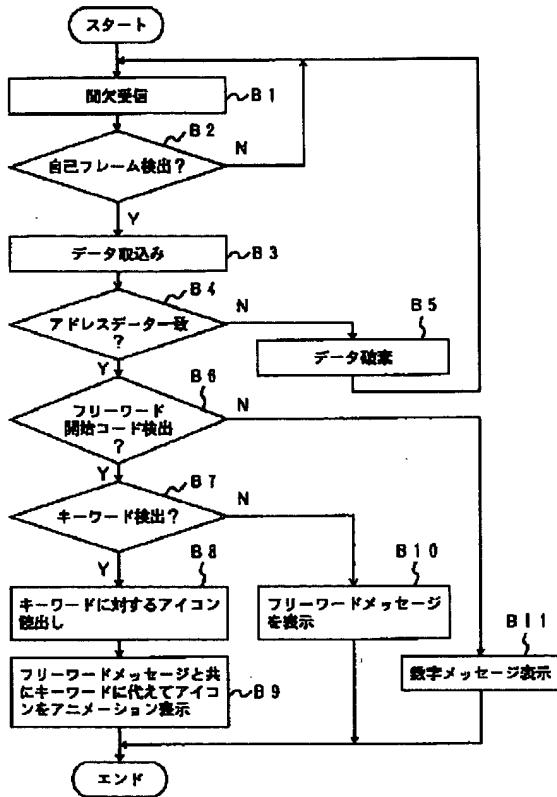 スタート
間欠受信
B1
B2
自己フレーム検出?
N
Y
データ取込み
B3
B4
アドレスデーター致
?
N
Y
B5
データ破棄
B6
フリーワード
開始コード検出
?
N
Y
B7
キーワード検出?
N
Y
B8
キーワードに対するアイコン
読出し
B10
フリーワードメッセージ
を表示
B11
数字メッセージ表示
フリーワードメッセージと共
にキーワードに代えてアイコ
ンをアニメーション表示
B9
エンド